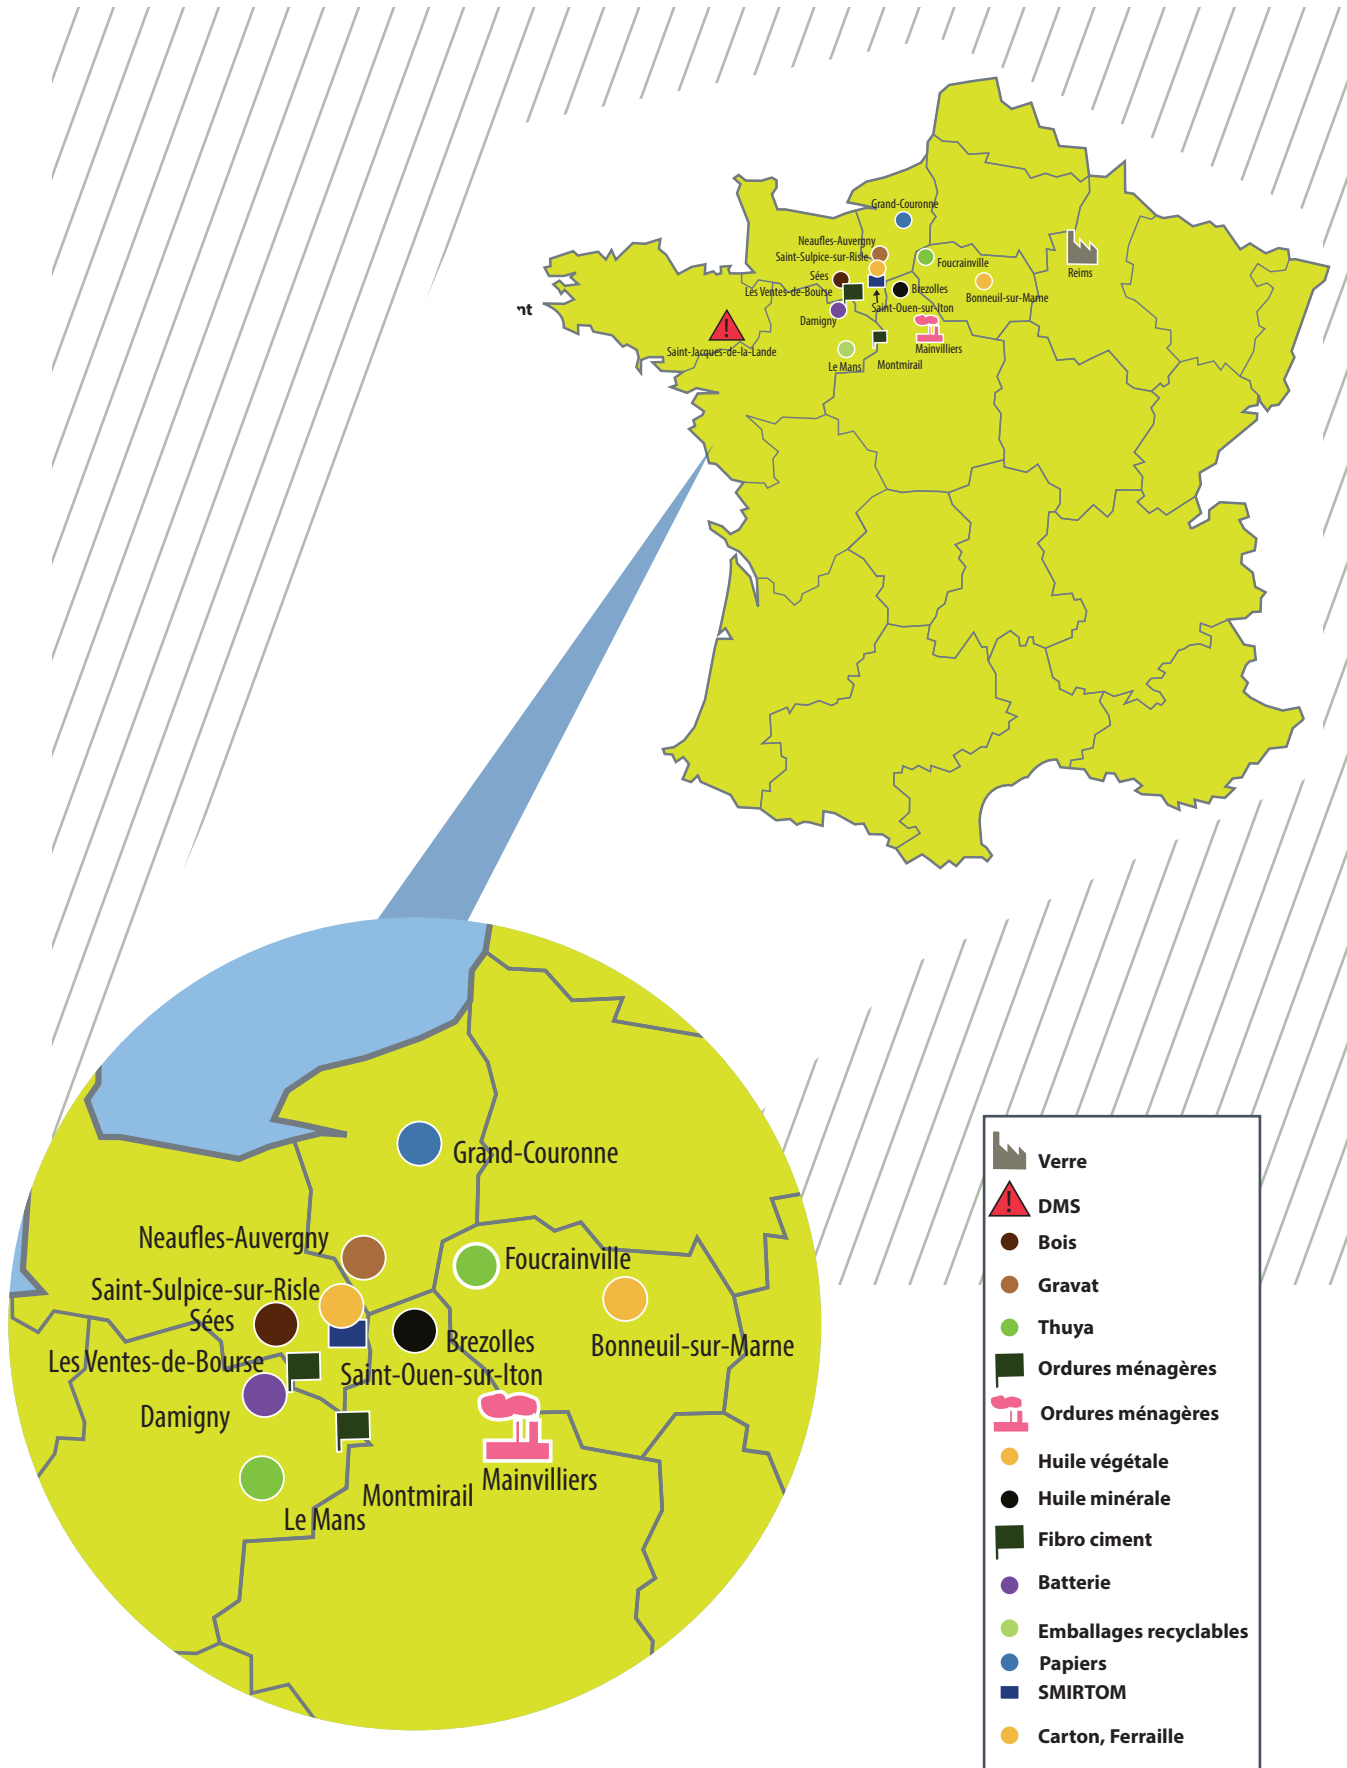 Grand-Couronne
Neaufles-Auvergny
Saint-Sulpice-sur-Risle
Foucrainville
Reims
Sées
Les Ventes-de-Bourse
Brezolles
Bonneuil-sur-Marne
nt
Saint-Ouen-sur-Iton
Damigny
Saint-Jacques-de-la-Lande
Mainvilliers
Le Mans
Montmirail
Grand-Couronne
Neaufles-Auvergny
Foucrainville
Saint-Sulpice-sur-Risle
Sées
Brezolles
Bonneuil-sur-Marne
Les Ventes-de-Bourse
Saint-Ouen-sur-Iton
Damigny
Mainvilliers
Montmirail
Le Mans
Verre
DMS
Bois
Gravat
Thuya
Ordures ménagères
Ordures ménagères
Huile végétale
Huile minérale
Fibro ciment
Batterie
Emballages recyclables
Papiers
SMIRTOM
Carton, Ferraille